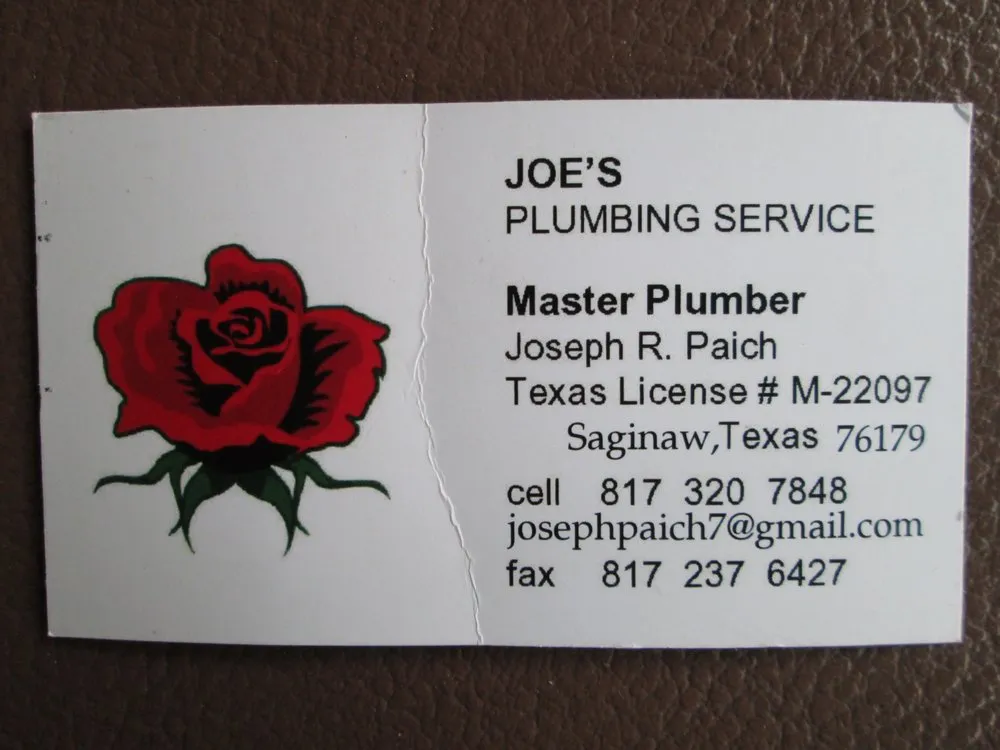 JOE'S
PLUMBING SERVICE
Master Plumber
Joseph R. Paich
Texas License # M-22097
Saginaw,Texas 76179
cell 817 320 7848
josephpaich7@gmail.com
fax 817 237 6427